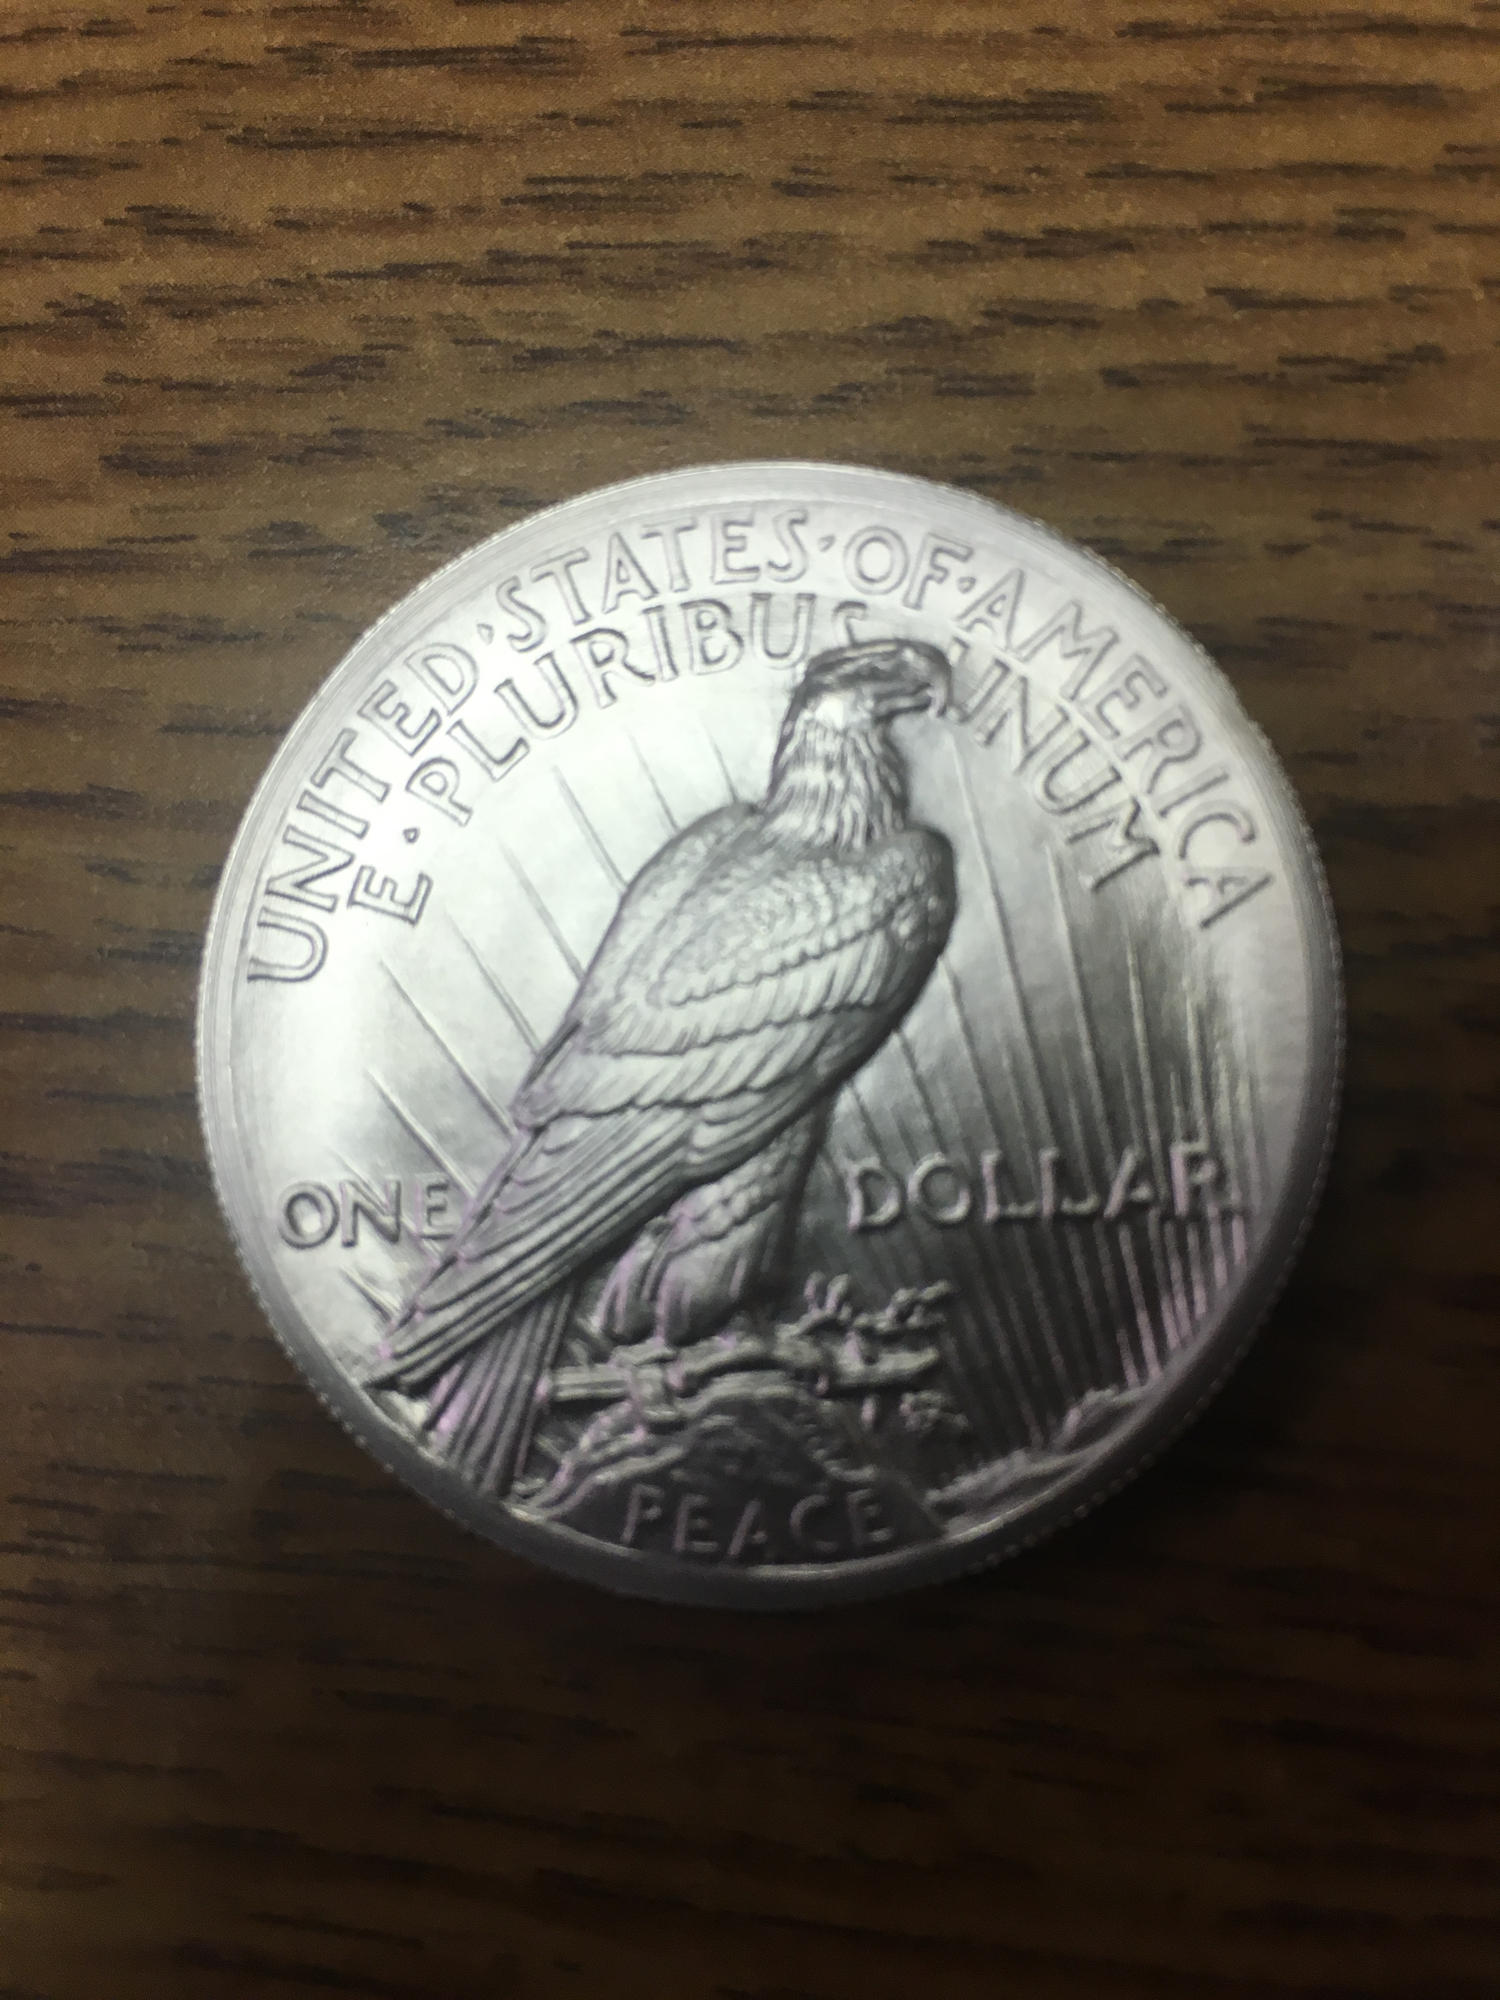 UNITED·STATES·OF·AMERICA
E·PLURIBUS UNUM
ONE DOLLAR
PEACE